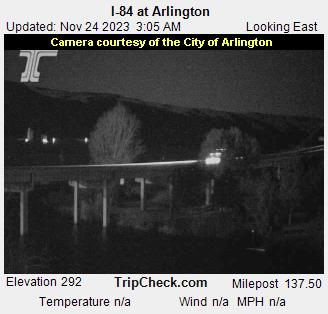 I-84 at Arlington
Updated: Nov 24 2023 3:05 AM Looking East
Camera courtesy of the City of Arlington
Elevation 292 TripCheck.com Milepost 137.50
Temperature n/a Wind n/a MPH n/a